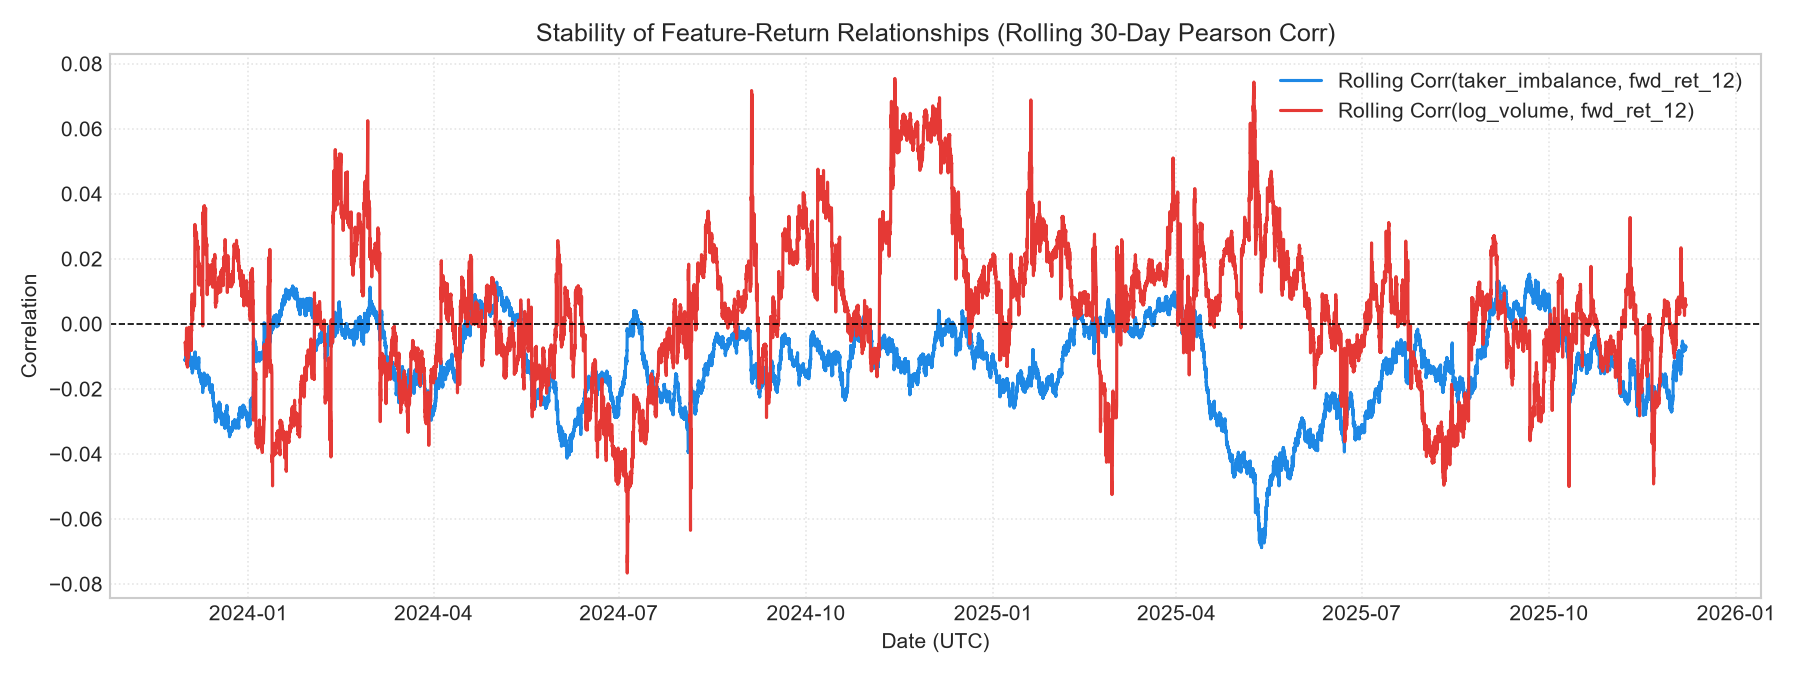 Stability of Feature-Return Relationships (Rolling 30-Day Pearson Corr)
Rolling Corr(taker_imbalance, fwd_ret_12)
Rolling Corr(log_volume, fwd_ret_12)
Correlation
0.08
0.06
0.04
0.02
0.00
−0.02
−0.04
−0.06
−0.08
2024-01 2024-04 2024-07 2024-10 2025-01 2025-04 2025-07 2025-10 2026-01
Date (UTC)